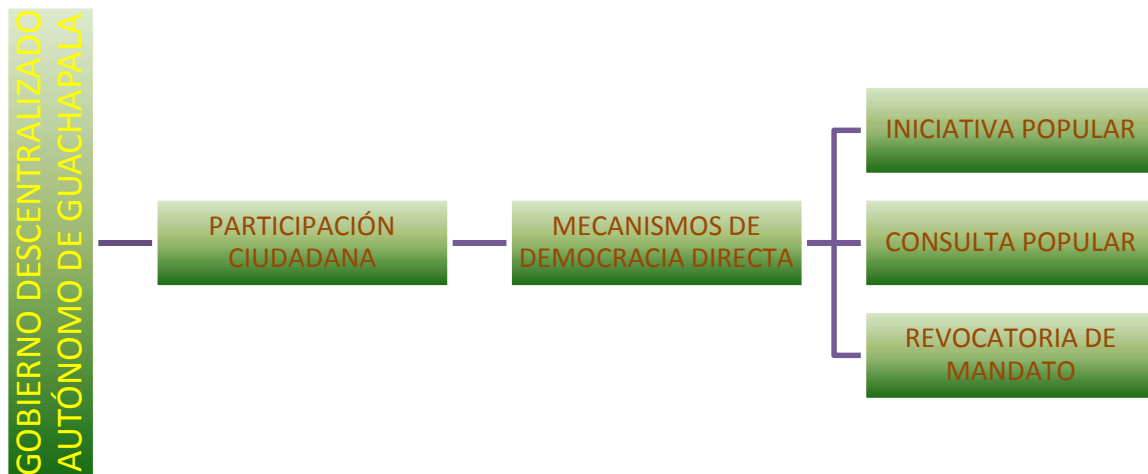 GOBIERNO DESCENTRALIZADO
AUTÓNOMO DE GUACHAPALA
PARTICIPACIÓN
CIUDADANA
MECANISMOS DE
DEMOCRACIA DIRECTA
INICIATIVA POPULAR
CONSULTA POPULAR
REVOCATORIA DE
MANDATO